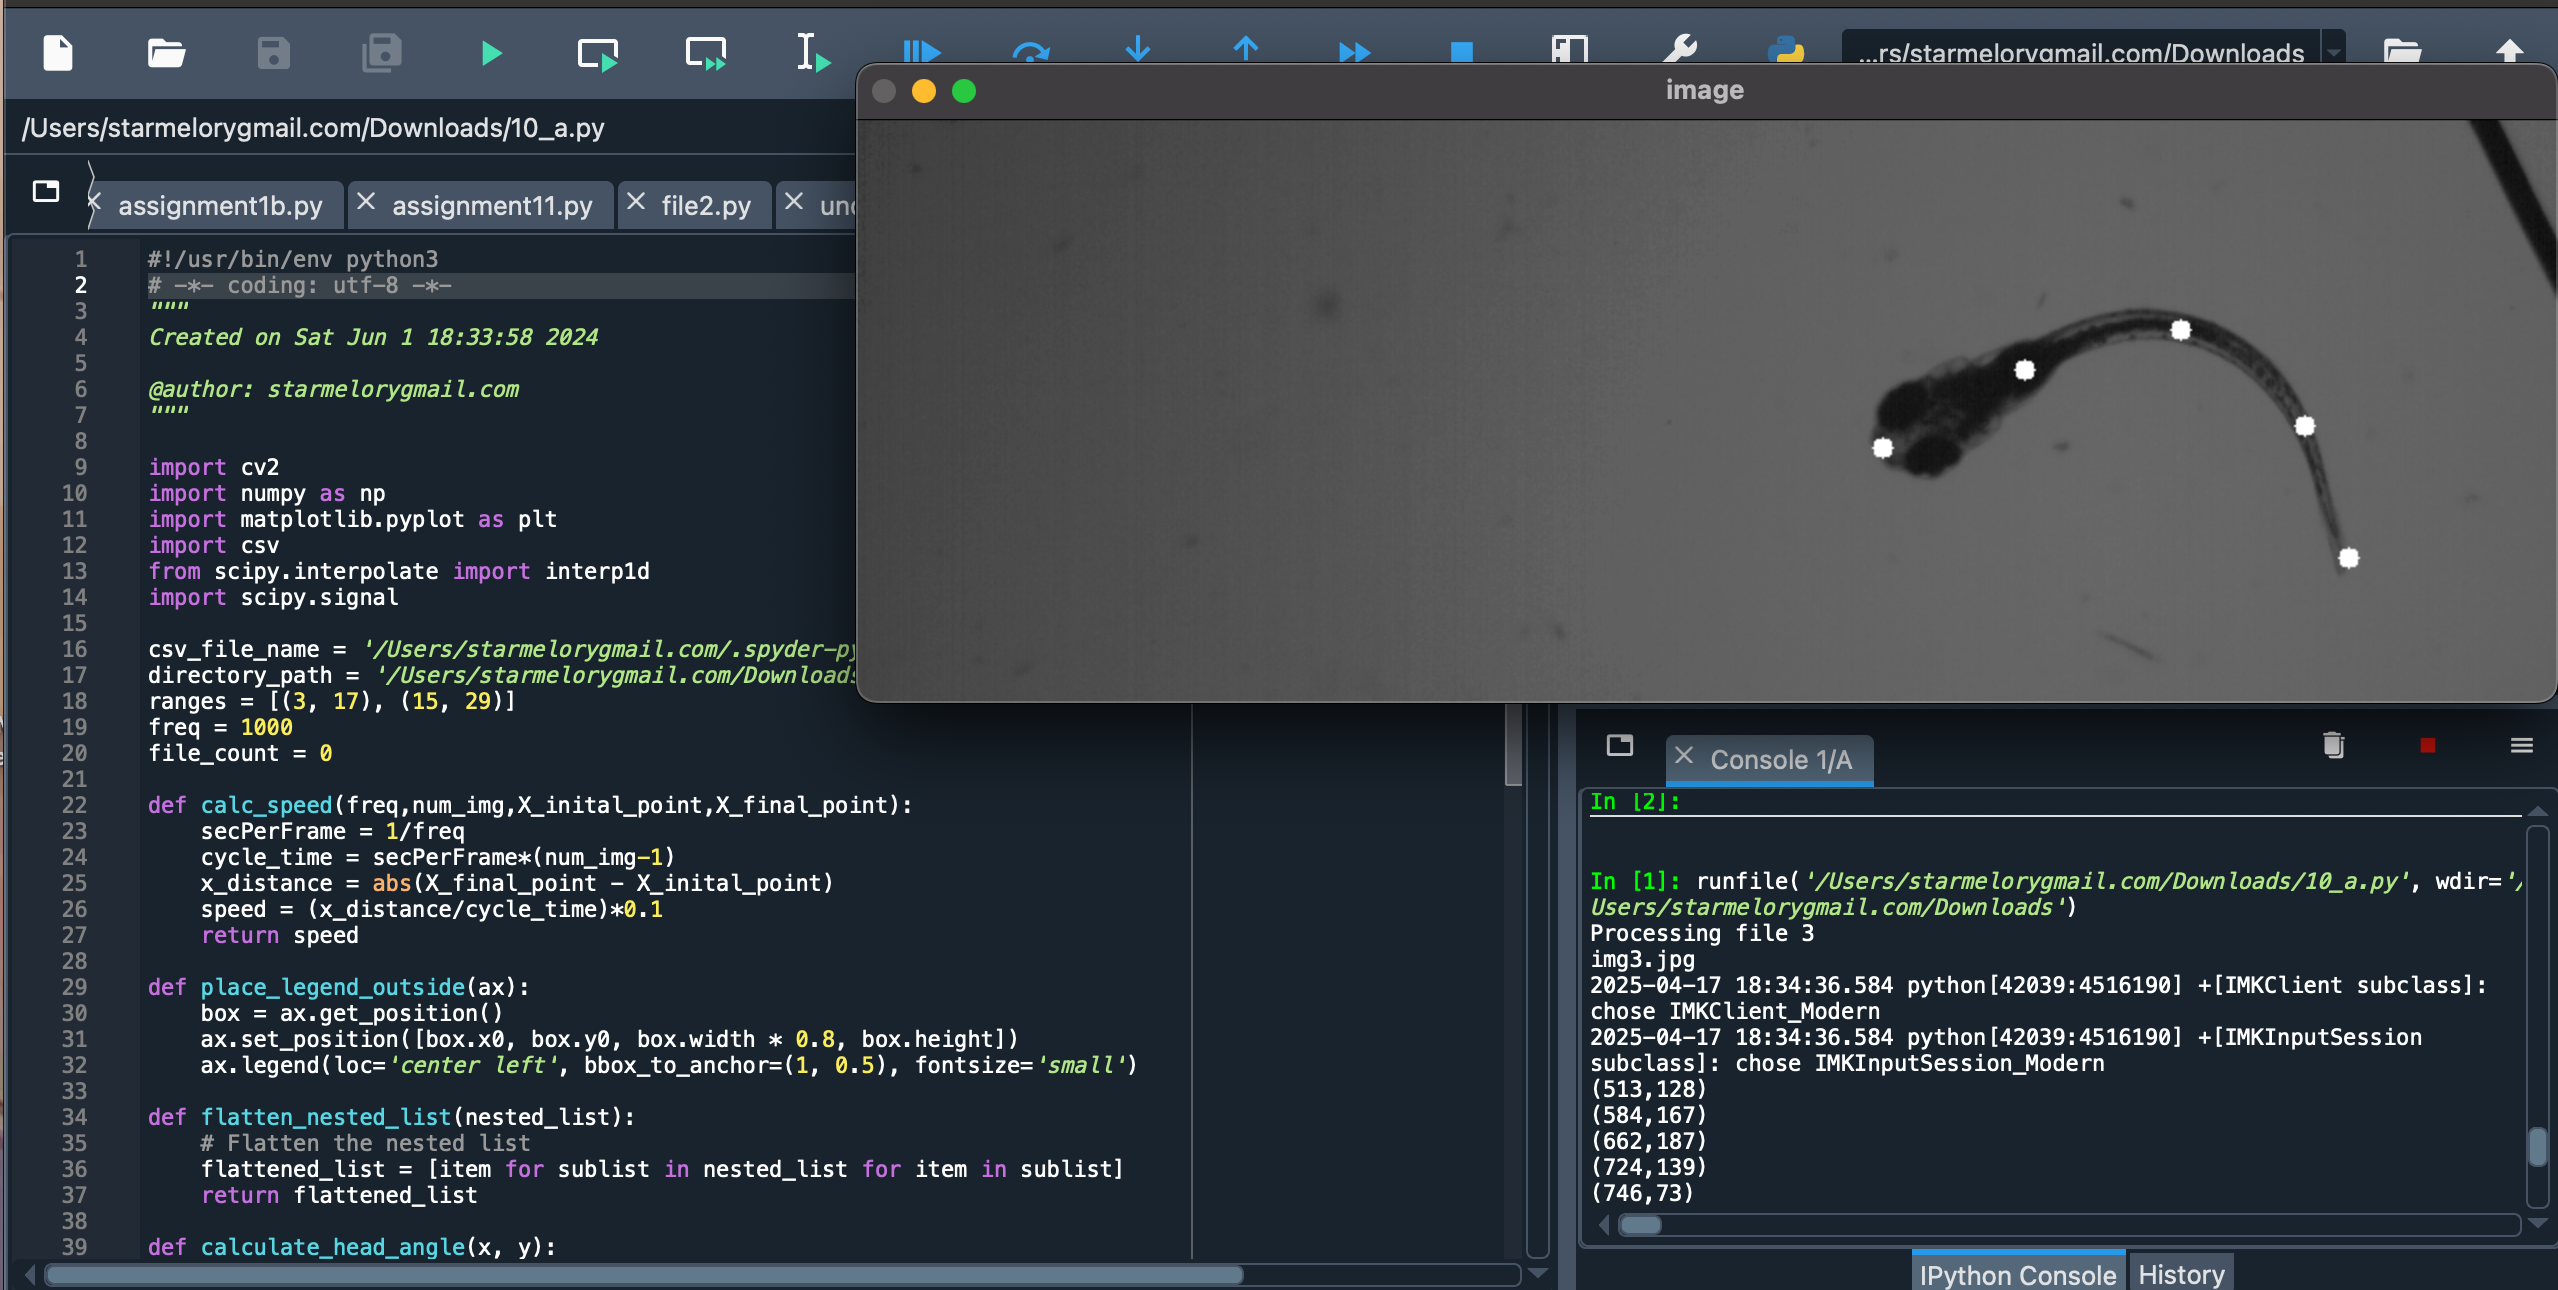 ...rs/starmelorygmail.com/Downloads
image
/Users/starmelorygmail.com/Downloads/10_a.py
assignment1b.py
assignment11.py
file2.py
1 #!/usr/bin/env python3
2 # -*- coding: utf-8 -*-
3 """
4 Created on Sat Jun 1 18:33:58 2024
5
6 @author: starmelorygmail.com
7 """
8
9 import cv2
10 import numpy as np
11 import matplotlib.pyplot as plt
12 import csv
13 from scipy.interpolate import interp1d
14 import scipy.signal
15
16 csv_file_name = '/Users/starmelorygmail.com/.spyder-py
17 directory_path = '/Users/starmelorygmail.com/Downloads
18 ranges = [(3, 17), (15, 29)]
19 freq = 1000
20 file_count = 0
21
22 def calc_speed(freq,num_img,X_inital_point,X_final_point):
23     secPerFrame = 1/freq
24     cycle_time = secPerFrame*(num_img-1)
25     x_distance = abs(X_final_point - X_inital_point)
26     speed = (x_distance/cycle_time)*0.1
27     return speed
28
29 def place_legend_outside(ax):
30     box = ax.get_position()
31     ax.set_position([box.x0, box.y0, box.width * 0.8, box.height])
32     ax.legend(loc='center left', bbox_to_anchor=(1, 0.5), fontsize='small')
33
34 def flatten_nested_list(nested_list):
35     # Flatten the nested list
36     flattened_list = [item for sublist in nested_list for item in sublist]
37     return flattened_list
38
39 def calculate_head_angle(x, y):
Console 1/A
In [2]:
In [1]: runfile('/Users/starmelorygmail.com/Downloads/10_a.py', wdir='/
Users/starmelorygmail.com/Downloads')
Processing file 3
img3.jpg
2025-04-17 18:34:36.584 python[42039:4516190] +[IMKClient subclass]:
chose IMKClient_Modern
2025-04-17 18:34:36.584 python[42039:4516190] +[IMKInputSession
subclass]: chose IMKInputSession_Modern
(513,128)
(584,167)
(662,187)
(724,139)
(746,73)
IPython Console
History